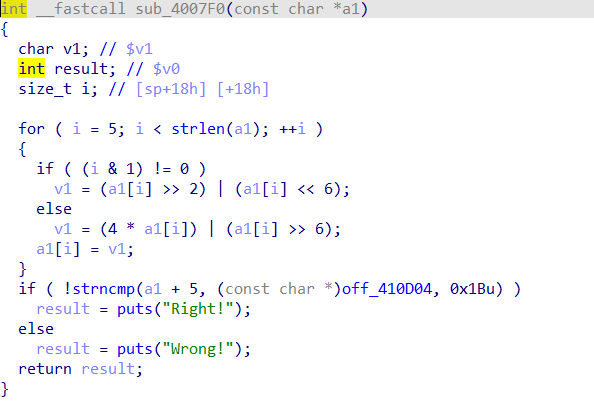 int __fastcall sub_4007F0(const char *a1)
{
  char v1; // $v1
  int result; // $v0
  size_t i; // [sp+18h] [+18h]

  for ( i = 5; i < strlen(a1); ++i )
  {
    if ( (i & 1) != 0 )
      v1 = (a1[i] >> 2) | (a1[i] << 6);
    else
      v1 = (4 * a1[i]) | (a1[i] >> 6);
    a1[i] = v1;
  }
  if ( !strncmp(a1 + 5, (const char *)off_410D04, 0x1Bu) )
    result = puts("Right!");
  else
    result = puts("Wrong!");
  return result;
}